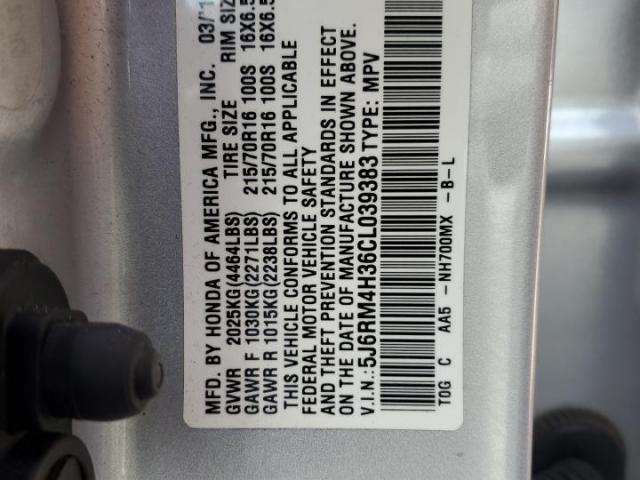 MFD. BY HONDA OF AMERICA MFG., INC. 03/1
TIRE SIZE RIM SIZ
GVWR 2025KG(4464LBS)
GAWR F 1030KG(2271LBS) 215/70R16 100S 16X6.5
GAWR R 1015KG(2238LBS) 215/70R16 100S 16X6.5
THIS VEHICLE CONFORMS TO ALL APPLICABLE
FEDERAL MOTOR VEHICLE SAFETY
AND THEFT PREVENTION STANDARDS IN EFFECT
ON THE DATE OF MANUFACTURE SHOWN ABOVE.
V.I.N.:5J6RM4H36CL039383 TYPE: MPV
TOG C AA5 -NH700MX -B-L